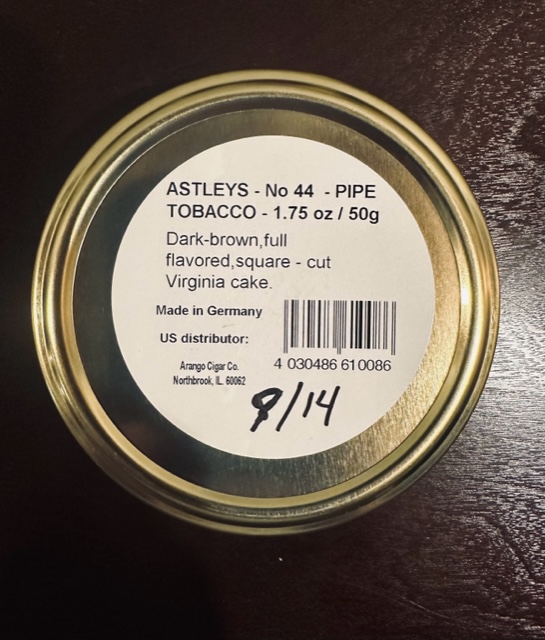 ASTLEYS - No 44 - PIPE
TOBACCO - 1.75 oz / 50g
Dark-brown,full
flavored,square - cut
Virginia cake.
Made in Germany
US distributor:
Arango Cigar Co.
Northbrook, IL. 60062
4 030486 610086
/14